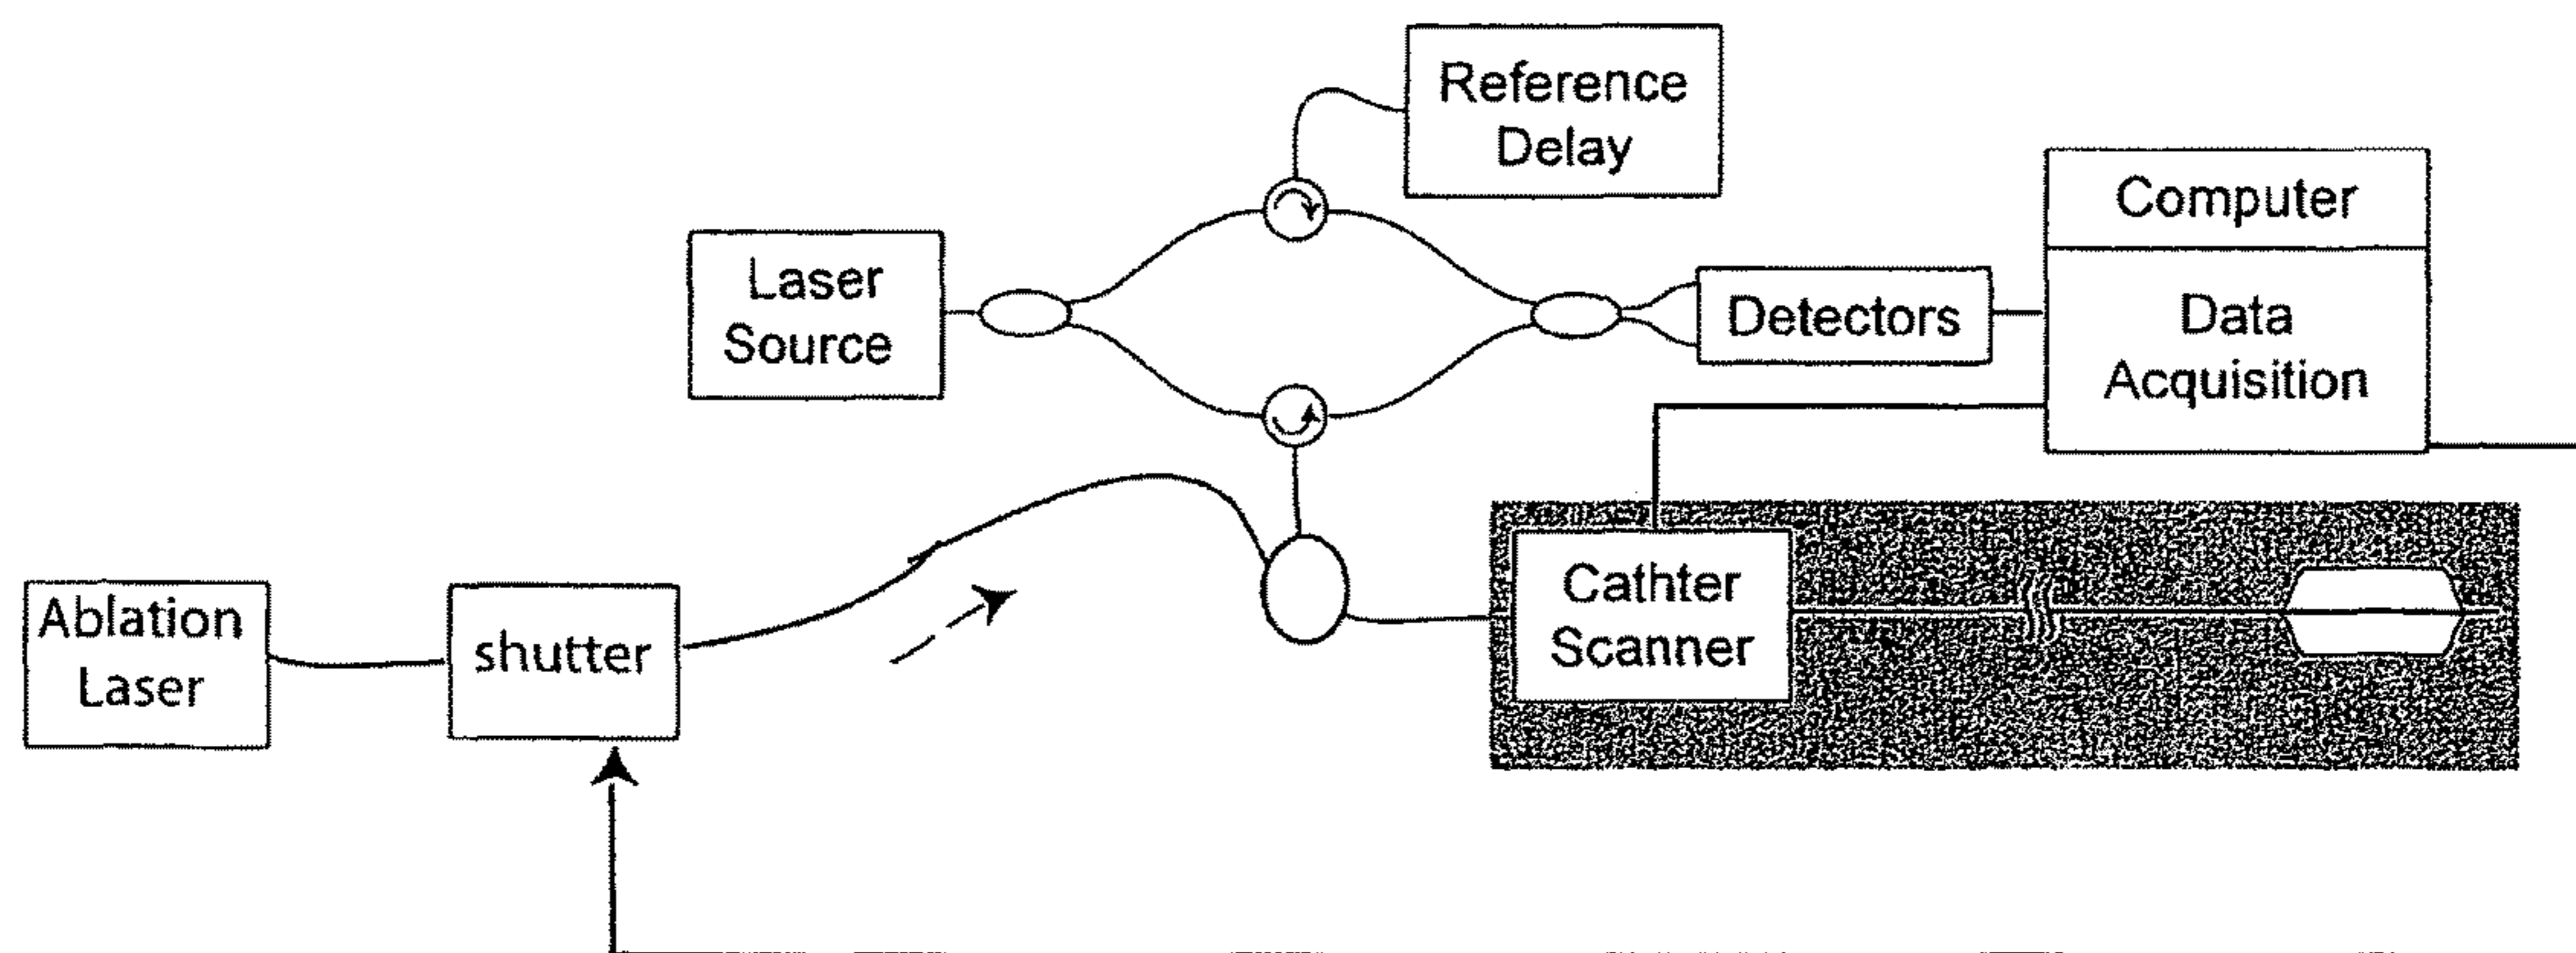 Reference
Delay
Computer
Laser
Source
Detectors
Data
Acquisition
Ablation
Laser
shutter
Cathter
Scanner